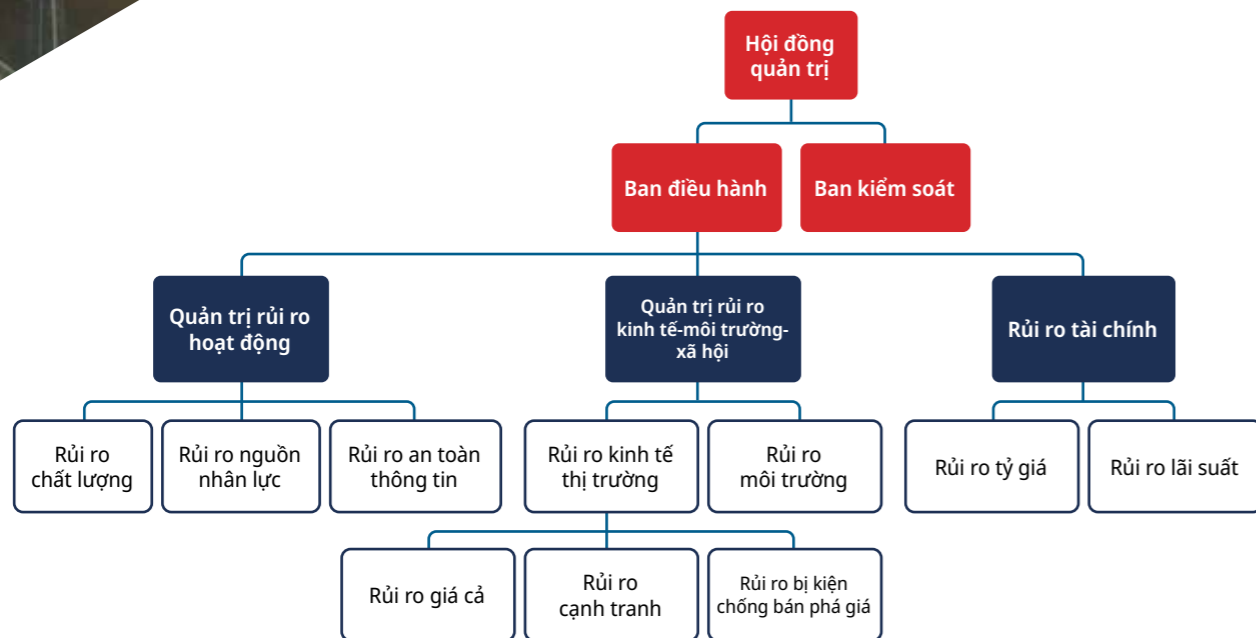 Hội đồng
quản trị
Ban điều hành
Ban kiểm soát
Quản trị rủi ro
hoạt động
Quản trị rủi ro
kinh tế-môi trường-
xã hội
Rủi ro tài chính
Rủi ro
chất lượng
Rủi ro nguồn
nhân lực
Rủi ro an toàn
thông tin
Rủi ro kinh tế
thị trường
Rủi ro
môi trường
Rủi ro tỷ giá
Rủi ro lãi suất
Rủi ro giá cả
Rủi ro
cạnh tranh
Rủi ro bị kiện
chống bán phá giá